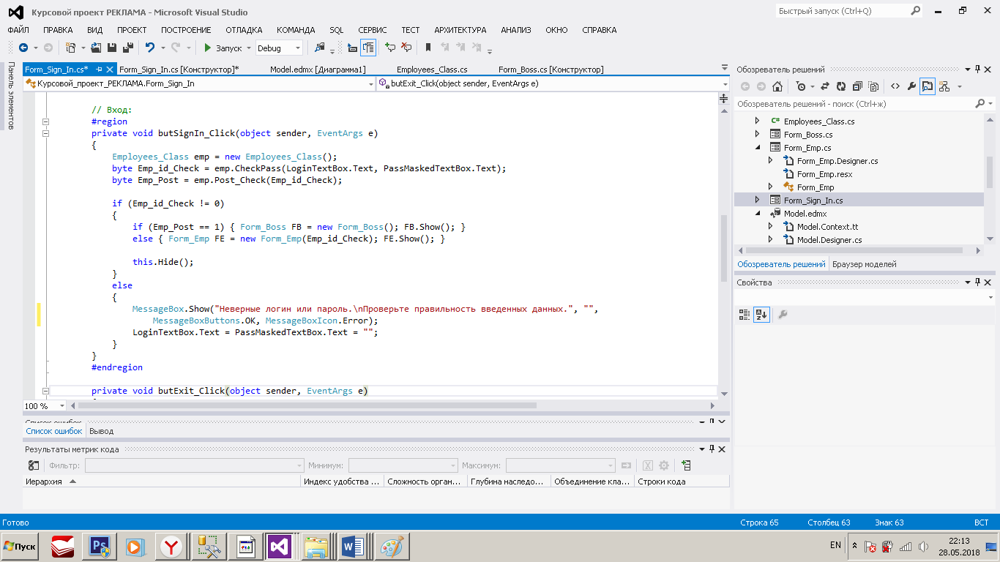 Курсовой проект РЕКЛАМА - Microsoft Visual Studio
Быстрый запуск (Ctrl+Q)
ФАЙЛ ПРАВКА ВИД ПРОЕКТ ПОСТРОЕНИЕ ОТЛАДКА КОМАНДА SQL СЕРВИС ТЕСТ АРХИТЕКТУРА АНАЛИЗ ОКНО СПРАВКА
Запуск Debug
Панель элементов
Form_Sign_In.cs* Form_Sign_In.cs [Конструктор]* Model.edmx [Диаграмма1] Employees_Class.cs Form_Boss.cs [Конструктор]
Курсовой_проект_РЕКЛАМА.Form_Sign_In butExit_Click(object sender, EventArgs e)
// Вход:
#region
private void butSignIn_Click(object sender, EventArgs e)
{
Employees_Class emp = new Employees_Class();
byte Emp_id_Check = emp.CheckPass(LoginTextBox.Text, PassMaskedTextBox.Text);
byte Emp_Post = emp.Post_Check(Emp_id_Check);
if (Emp_id_Check != 0)
{
if (Emp_Post == 1) { Form_Boss FB = new Form_Boss(); FB.Show(); }
else { Form_Emp FE = new Form_Emp(Emp_id_Check); FE.Show(); }
this.Hide();
}
else
{
MessageBox.Show("Неверные логин или пароль.\nПроверьте правильность введенных данных.", "",
MessageBoxButtons.OK, MessageBoxIcon.Error);
LoginTextBox.Text = PassMaskedTextBox.Text = "";
}
}
#endregion
private void butExit_Click(object sender, EventArgs e)
100 %
Список ошибок
Список ошибок Вывод
Результаты метрик кода
Фильтр: Минимум: Максимум:
Иерархия Индекс удобства ... Сложность орган... Глубина наследо... Объединение кла... Строки кода
Обозреватель решений
Обозреватель решений - поиск (Ctrl+ж)
Employees_Class.cs
Form_Boss.cs
Form_Emp.cs
Form_Emp.Designer.cs
Form_Emp.resx
Form_Emp
Form_Sign_In.cs
Model.edmx
Model.Context.tt
Model.Designer.cs
Обозреватель решений Браузер моделей
Свойства
Готово Строка 65 Столбец 63 Знак 63 ВСТ
Пуск
EN
22:13
28.05.2018